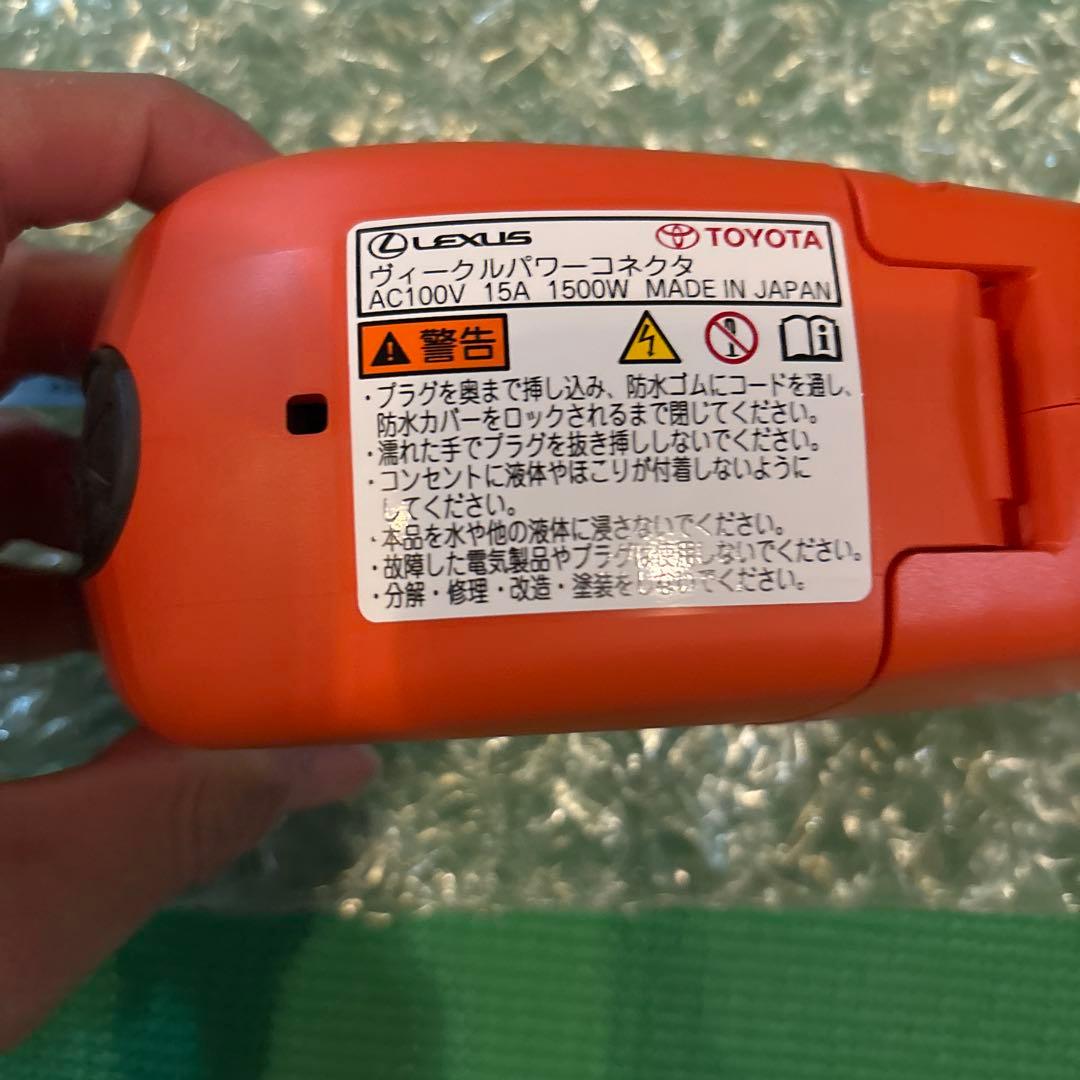 LEXUS TOYOTA
ヴィークルパワーコネクタ
AC100V 15A 1500W MADE IN JAPAN
警告
・プラグを奥まで挿し込み、防水ゴムにコードを通し、
防水カバーをロックされるまで閉じてください。
・濡れた手でプラグを抜き挿ししないでください。
・コンセントに液体やほこりが付着しないように
してください。
・本品を水や他の液体に浸さないでください。
・故障した電気製品やプラグは使用しないでください。
・分解・修理・改造・塗装をしないでください。